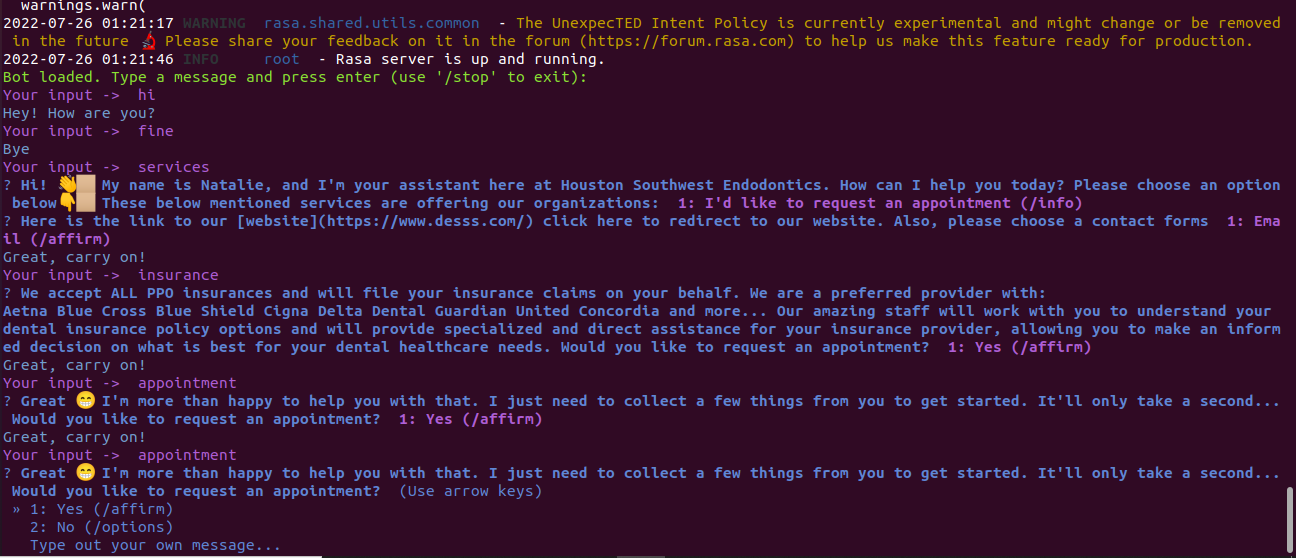 warnings.warn(
2022-07-26 01:21:17 WARNING  rasa.shared.utils.common  - The UnexpecTED Intent Policy is currently experimental and might change or be removed
in the future 🔬 Please share your feedback on it in the forum (https://forum.rasa.com) to help us make this feature ready for production.
2022-07-26 01:21:46 INFO     root  - Rasa server is up and running.
Bot loaded. Type a message and press enter (use '/stop' to exit):
Your input ->  hi
Hey! How are you?
Your input ->  fine
Bye
Your input ->  services
? Hi! 👋🏼 My name is Natalie, and I'm your assistant here at Houston Southwest Endodontics. How can I help you today? Please choose an option
below👇🏼 These below mentioned services are offering our organizations:  1: I'd like to request an appointment (/info)
? Here is the link to our [website](https://www.desss.com/) click here to redirect to our website. Also, please choose a contact forms  1: Ema
il (/affirm)
Great, carry on!
Your input ->  insurance
? We accept ALL PPO insurances and will file your insurance claims on your behalf. We are a preferred provider with:
Aetna Blue Cross Blue Shield Cigna Delta Dental Guardian United Concordia and more... Our amazing staff will work with you to understand your
dental insurance policy options and will provide specialized and direct assistance for your insurance provider, allowing you to make an inform
ed decision on what is best for your dental healthcare needs. Would you like to request an appointment?  1: Yes (/affirm)
Great, carry on!
Your input ->  appointment
? Great 😁 I'm more than happy to help you with that. I just need to collect a few things from you to get started. It'll only take a second...
Would you like to request an appointment?  1: Yes (/affirm)
Great, carry on!
Your input ->  appointment
? Great 😁 I'm more than happy to help you with that. I just need to collect a few things from you to get started. It'll only take a second...
Would you like to request an appointment?  (Use arrow keys)
» 1: Yes (/affirm)
2: No (/options)
Type out your own message...